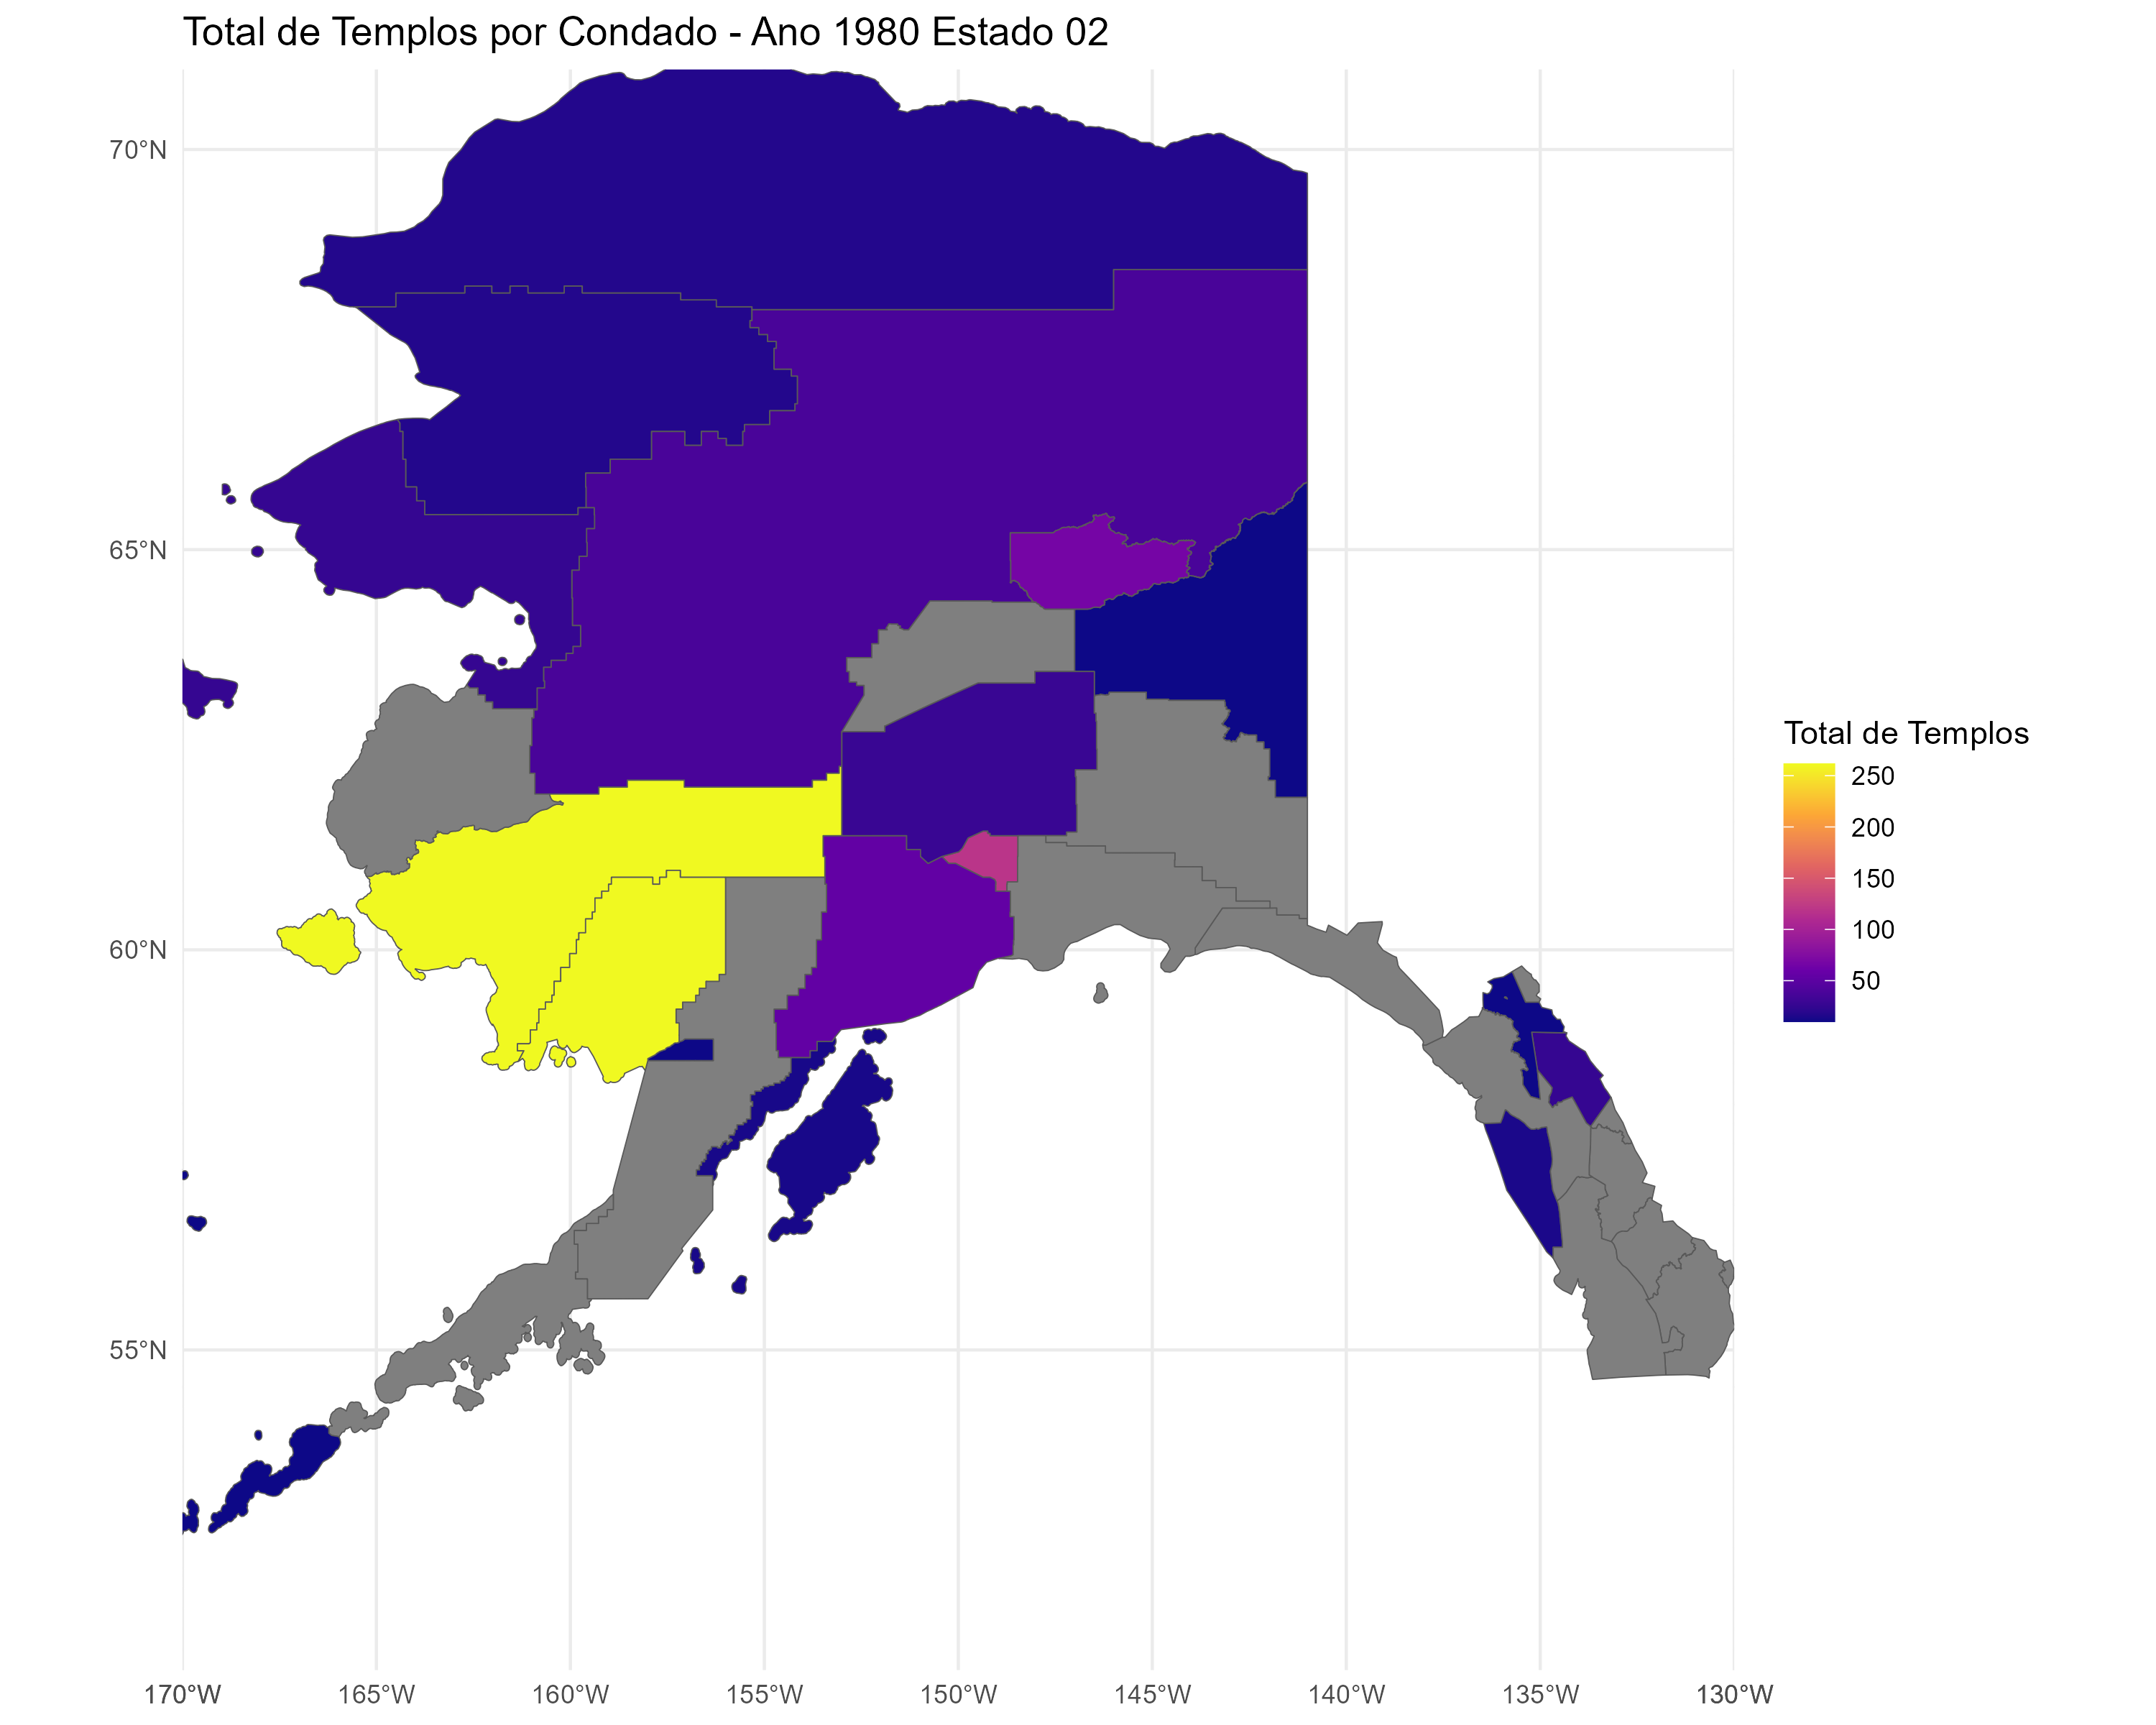 Total de Templos por Condado - Ano 1980 Estado 02
70°N
65°N
60°N
55°N
170°W 165°W 160°W 155°W 150°W 145°W 140°W 135°W 130°W
Total de Templos
250
200
150
100
50